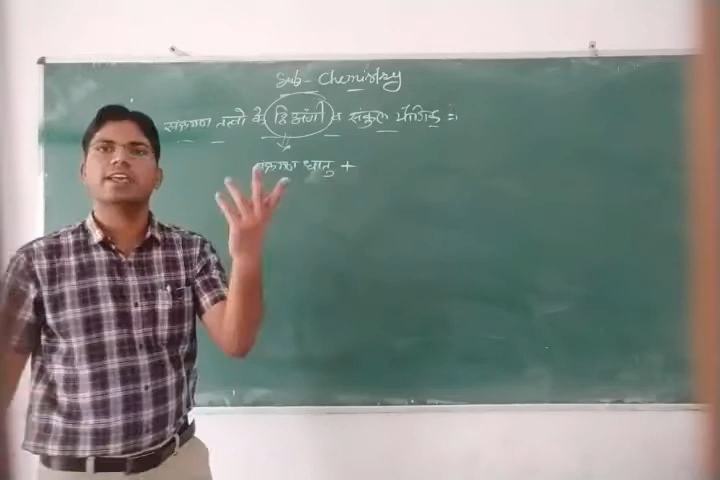 Sub - Chemistry
संक्रमण तत्वो के द्विअंगी व संकुल यौगिक :-
संक्रमण धातु +